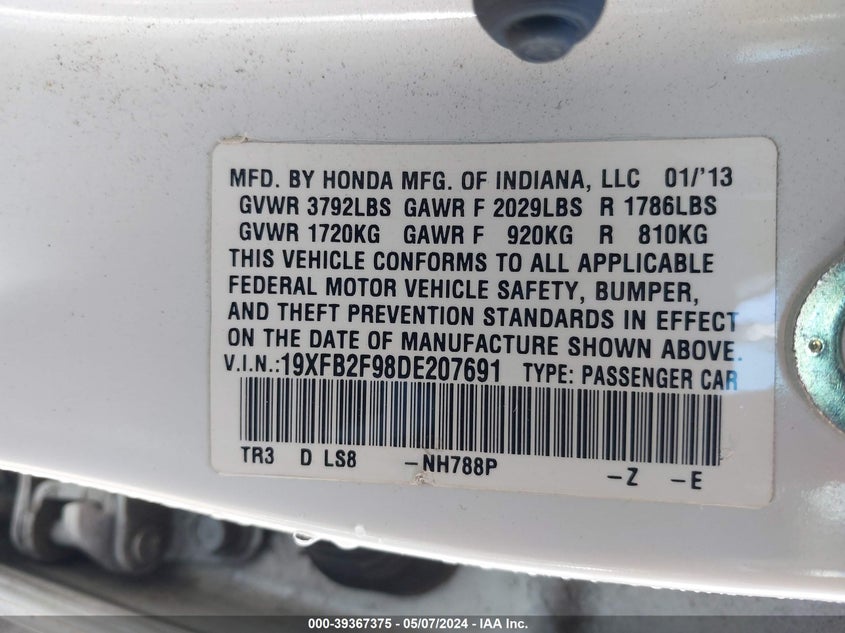 MFD. BY HONDA MFG. OF INDIANA, LLC 01/'13
GVWR 3792LBS GAWR F 2029LBS R 1786LBS
GVWR 1720KG GAWR F 920KG R 810KG
THIS VEHICLE CONFORMS TO ALL APPLICABLE
FEDERAL MOTOR VEHICLE SAFETY, BUMPER,
AND THEFT PREVENTION STANDARDS IN EFFECT
ON THE DATE OF MANUFACTURE SHOWN ABOVE.
V.I.N.:19XFB2F98DE207691 TYPE: PASSENGER CAR
TR3 D LS8 -NH788P -Z -E
000-39367375 - 05/07/2024 - IAA Inc.